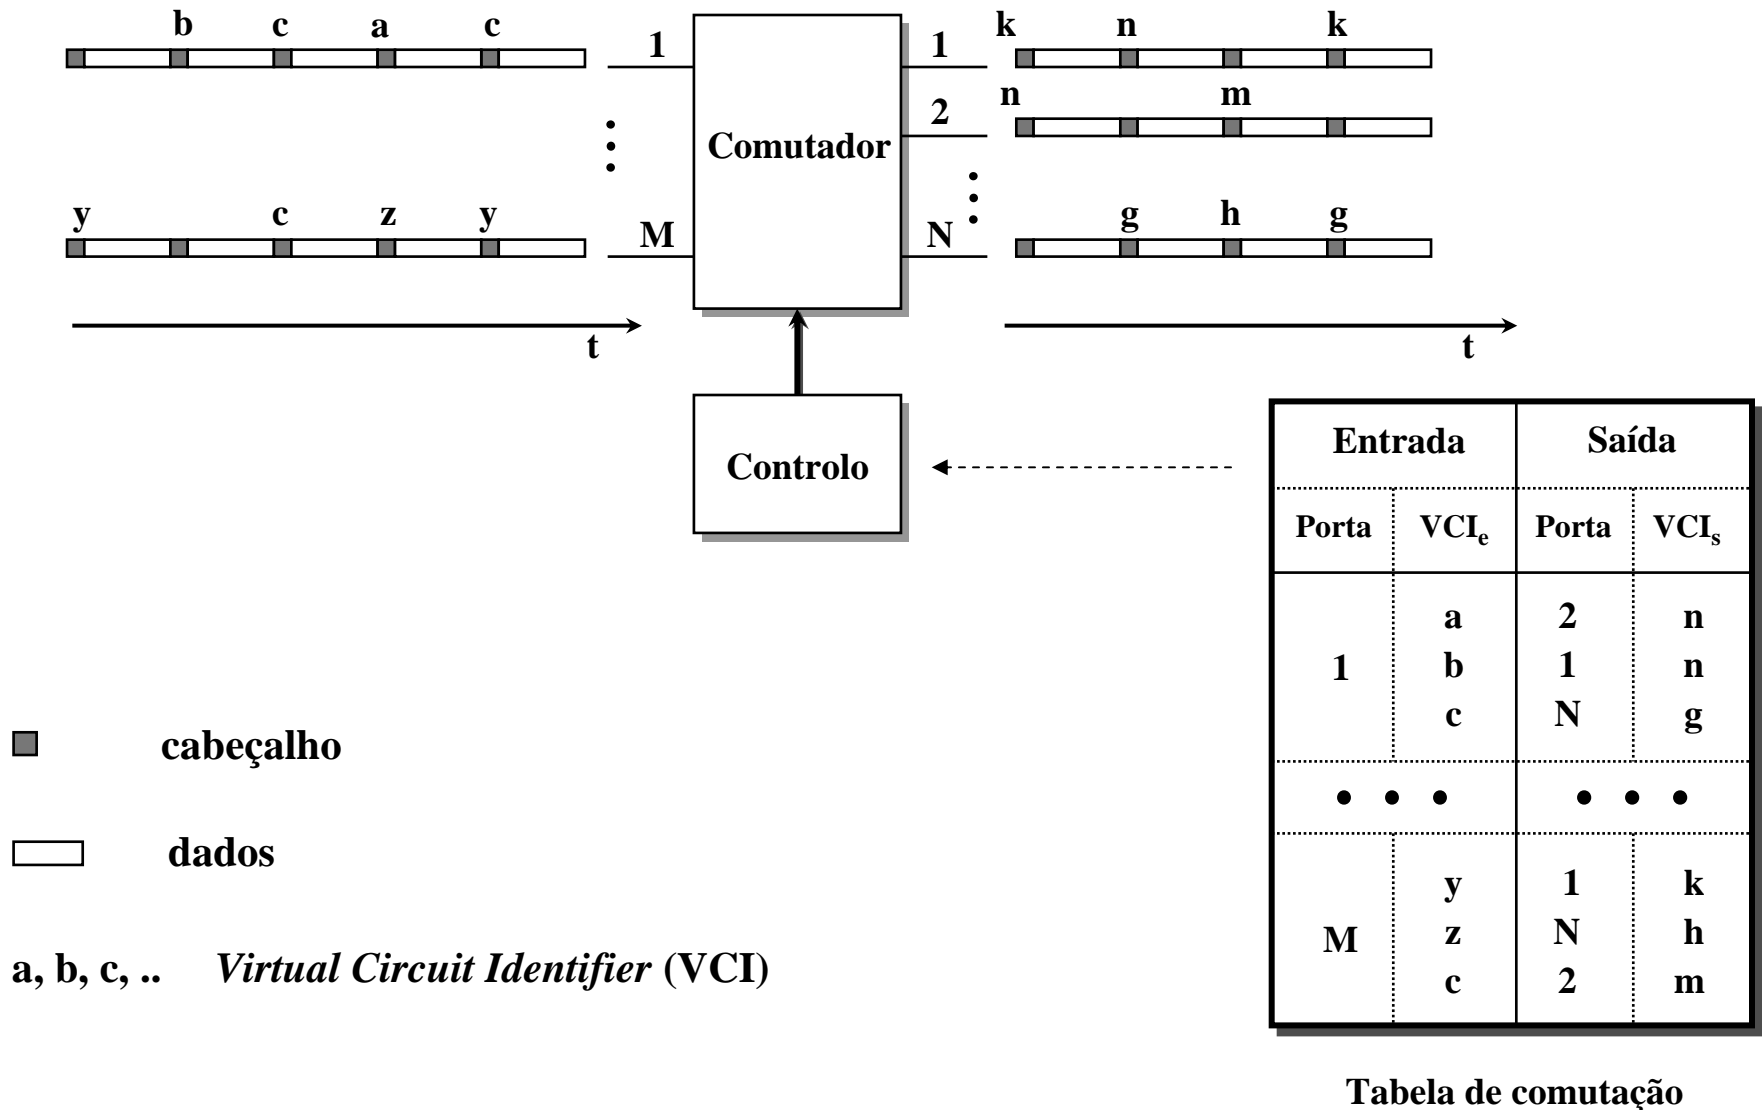 b c a c
1
1
k n k
2
n m
Comutador
y c z y
M
N
g h g
t
t
Controlo
Entrada Saída
Porta VCIe Porta VCIs
a 2 n
1 b 1 n
c N g
y 1 k
M z N h
c 2 m
cabeçalho
dados
a, b, c, .. Virtual Circuit Identifier (VCI)
Tabela de comutação